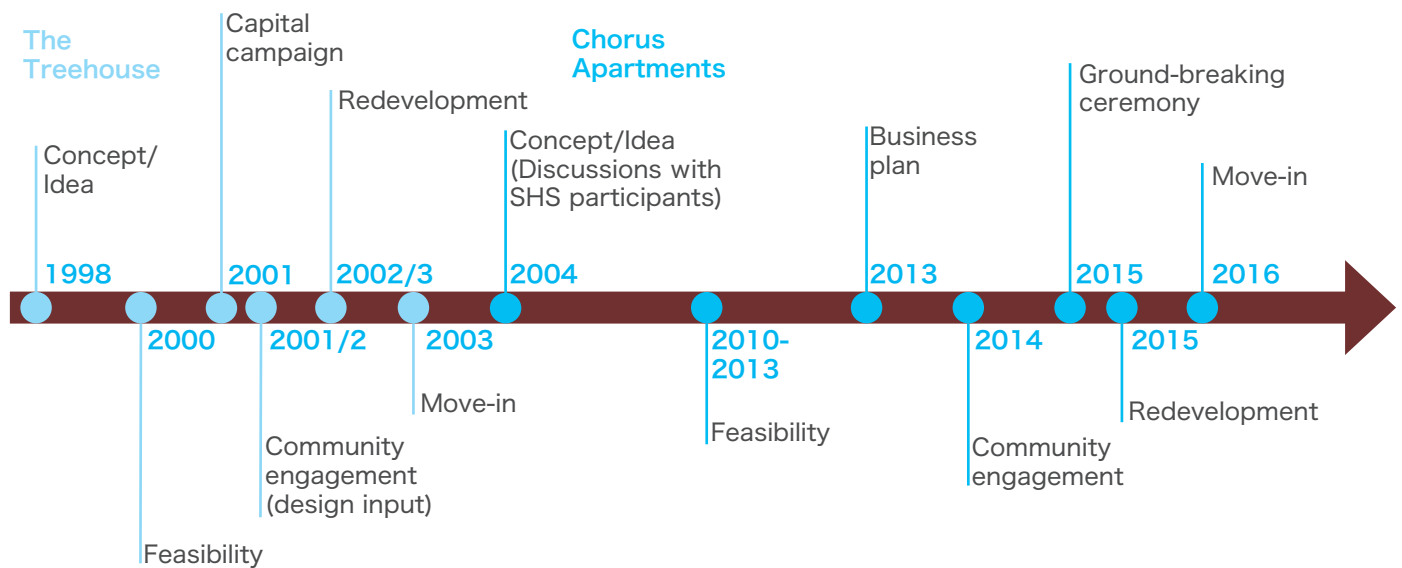 The
Treehouse
Chorus
Apartments
Concept/
Idea
1998
2000
Feasibility
Capital
campaign
2001
2001/2
Community
engagement
(design input)
Redevelopment
2002/3
2003
Move-in
Concept/Idea
(Discussions with
SHS participants)
2004
2010-
2013
Feasibility
Business
plan
2013
2014
Community
engagement
Ground-breaking
ceremony
2015
2015
Redevelopment
Move-in
2016